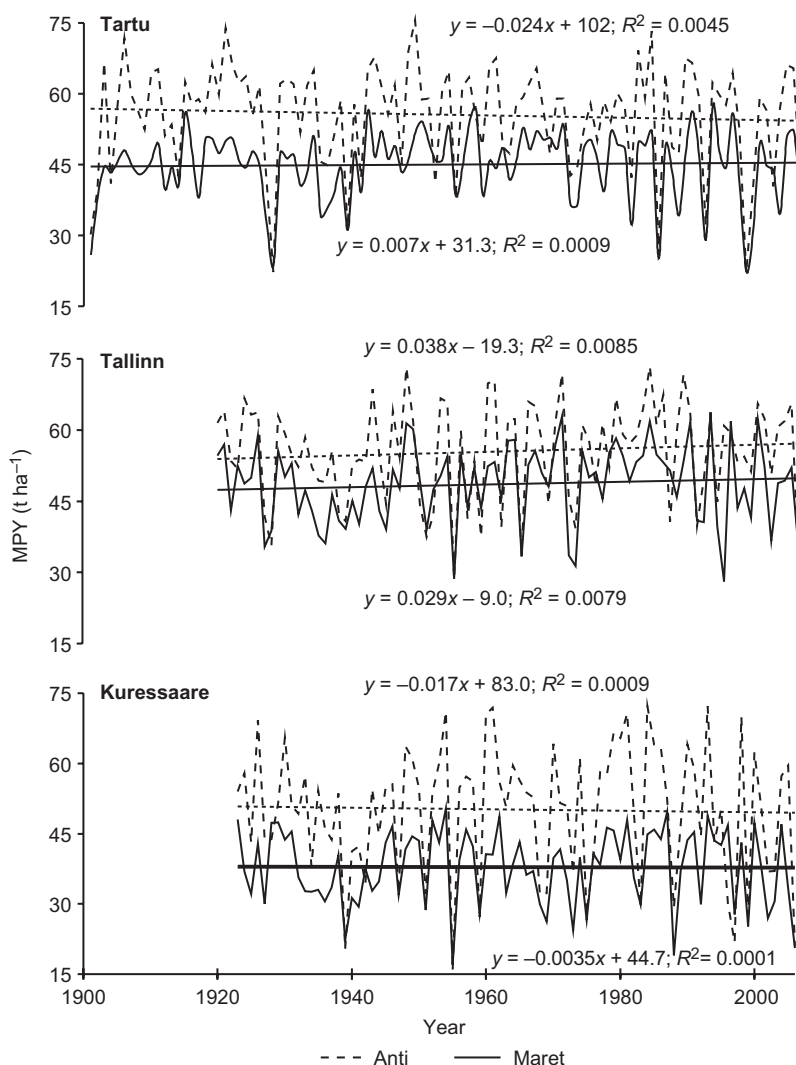 75
Tartu
y = –0.024x + 102; R² = 0.0045
60
45
30
y = 0.007x + 31.3; R² = 0.0009
15
y = 0.038x – 19.3; R² = 0.0085
75
Tallinn
60
45
MPY (t ha⁻¹)
30
y = 0.029x – 9.0; R² = 0.0079
15
y = –0.017x + 83.0; R² = 0.0009
75
Kuressaare
60
45
30
y = –0.0035x + 44.7; R²= 0.0001
15
1900 1920 1940 1960 1980 2000
Year
Anti Maret